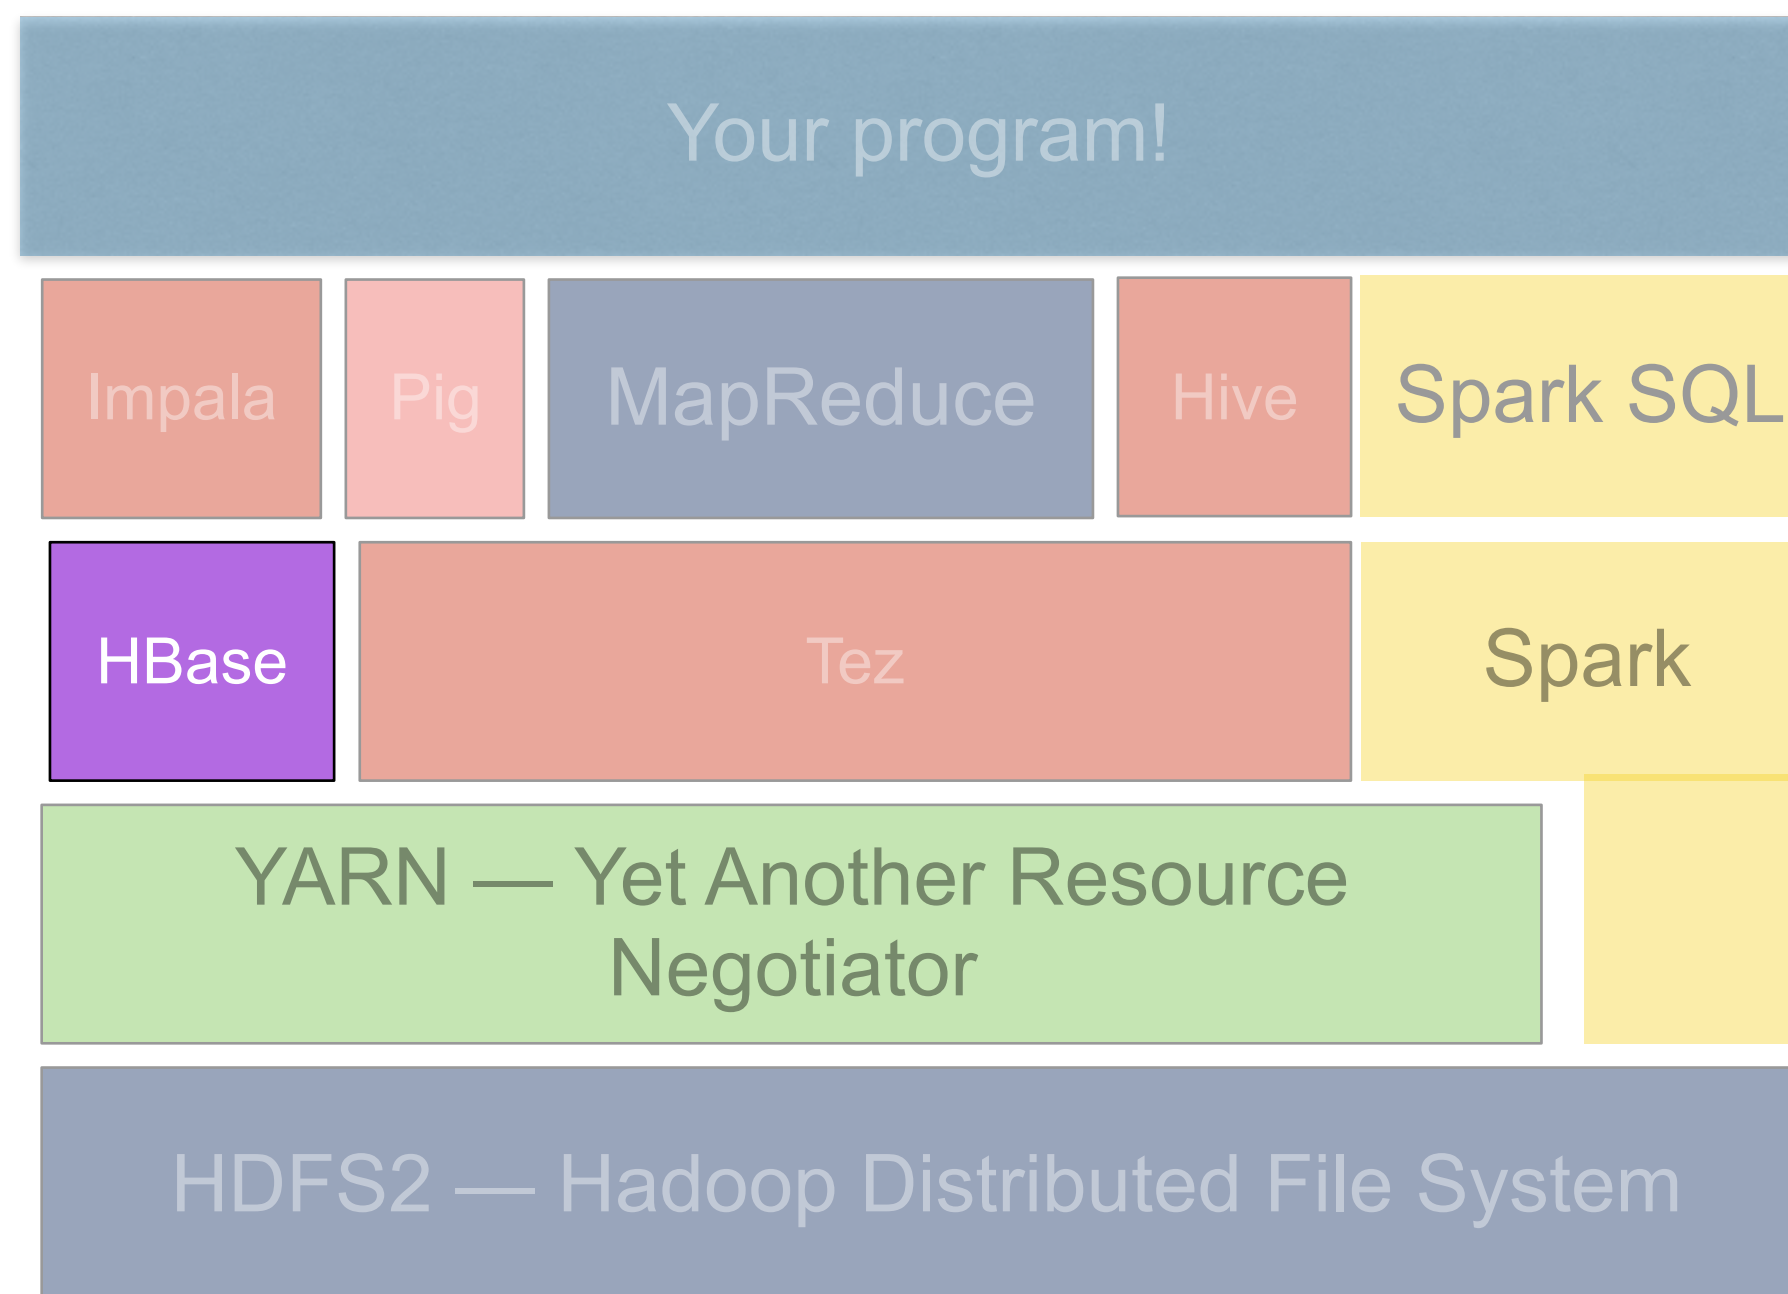 Your program!
Impala
Pig
MapReduce
Hive
Spark SQL
HBase
Tez
Spark
YARN — Yet Another Resource
Negotiator
HDFS2 — Hadoop Distributed File System